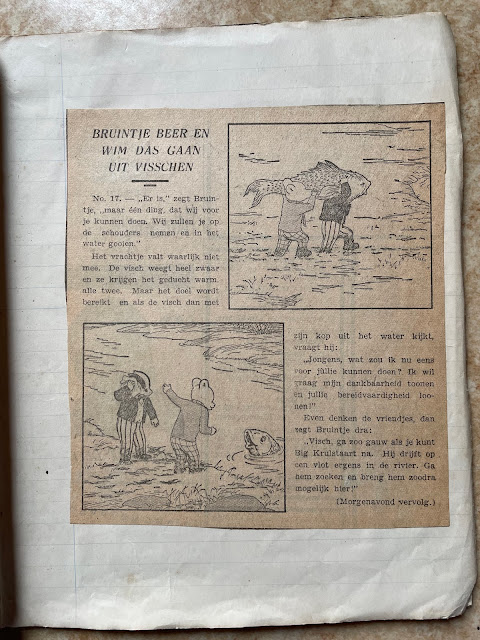 BRUINTJE BEER EN
WIM DAS GAAN
UIT VISSCHEN
No. 17. — „Er is,” zegt Bruin-
tje, „maar één ding, dat wij voor
je kunnen doen. Wij zullen je op
de schouders nemen en in het
water gooien.”
Het vrachtje valt waarlijk niet
mee. De visch weegt heel zwaar
en ze krijgen het geducht warm
alle twee. Maar het doel wordt
bereikt en als de visch dan met
zijn kop uit het water kijkt,
vraagt hij:
„Jongens, wat zou ik nu eens
voor jullie kunnen doen? Ik wil
vraag mijn dankbaarheid toonen
en jullie bereidvaardigheid loo-
nen!”
Even denken de vriendjes, dan
zegt Bruintje dra:
„Visch, ga zoo gauw als je kunt
Big Krulstaart na. Hij drijft op
een vlot ergens in de rivier. Ga
hem zoeken en breng hem zoodra
mogelijk hier!”
(Morgenavond vervolg.)